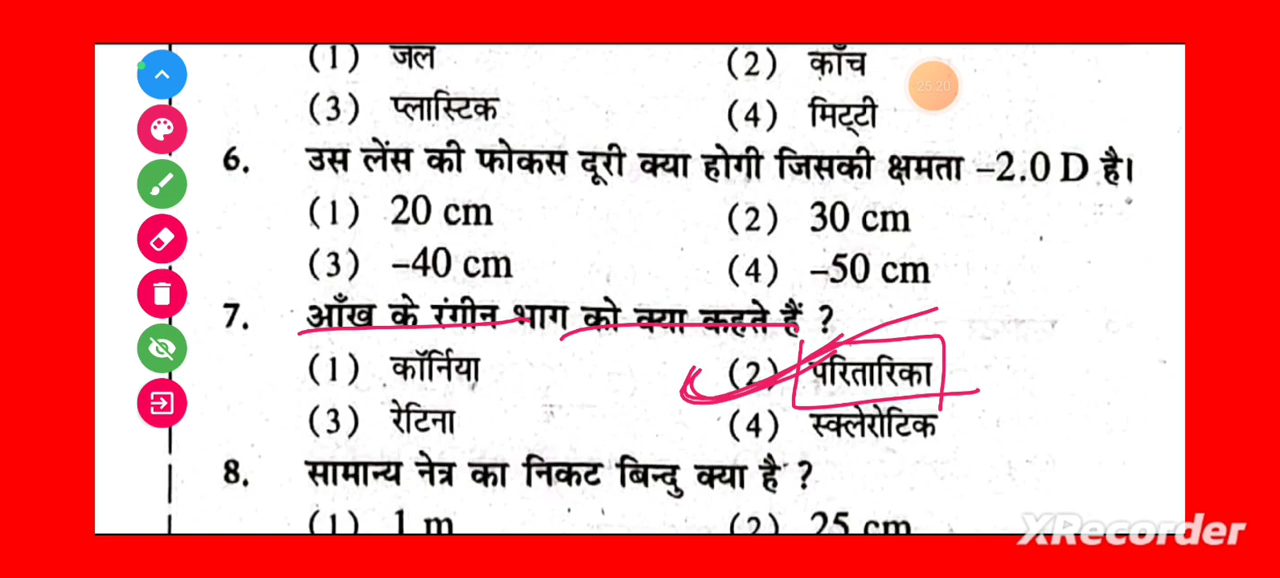 (1) जल (2) काँच
25:20
(3) प्लास्टिक (4) मिट्टी
6. उस लेंस की फोकस दूरी क्या होगी जिसकी क्षमता –2.0 D है।
(1) 20 cm (2) 30 cm
(3) –40 cm (4) –50 cm
7. आँख के रंगीन भाग को क्या कहते हैं ?
(1) कॉर्निया (2) परितारिका
(3) रेटिना (4) स्क्लेरोटिक
8. सामान्य नेत्र का निकट बिन्दु क्या है ?
(1) 1 m (2) 25 cm
XRecorder